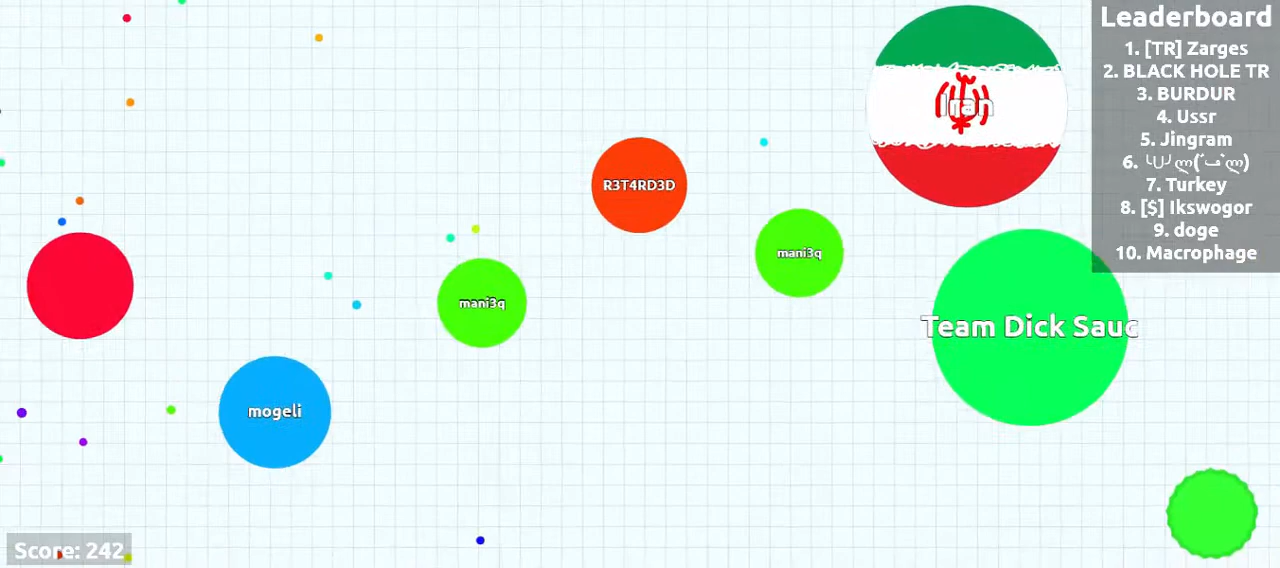 Leaderboard
1. [TR] Zarges
2. BLACK HOLE TR
3. BURDUR
4. Ussr
5. Jingram
6. ╰U╯ლ(´ڡ`ლ)
7. Turkey
8. [$] Ikswogor
9. doge
10. Macrophage
Iran
R3T4RD3D
mani3q
mani3q
Team Dick Sauc
mogeli
Score: 242